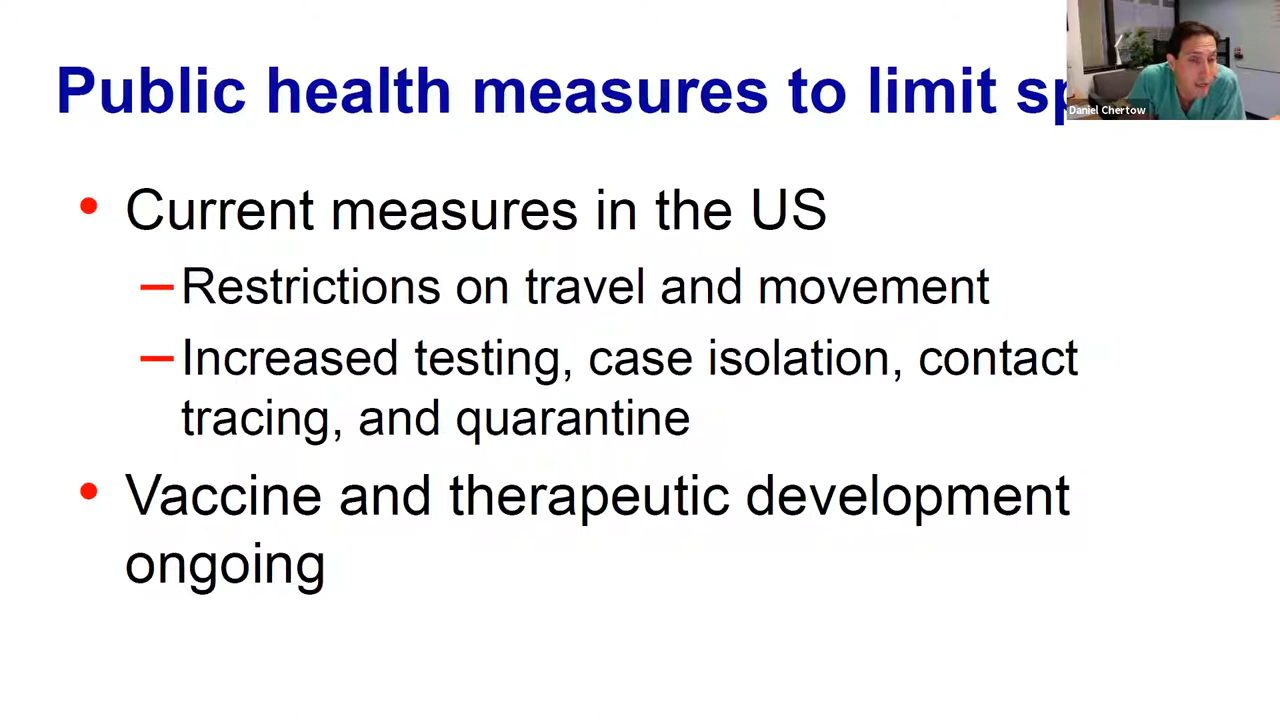 Public health measures to limit
Daniel Chertow
• Current measures in the US
– Restrictions on travel and movement
– Increased testing, case isolation, contact
tracing, and quarantine
• Vaccine and therapeutic development
ongoing